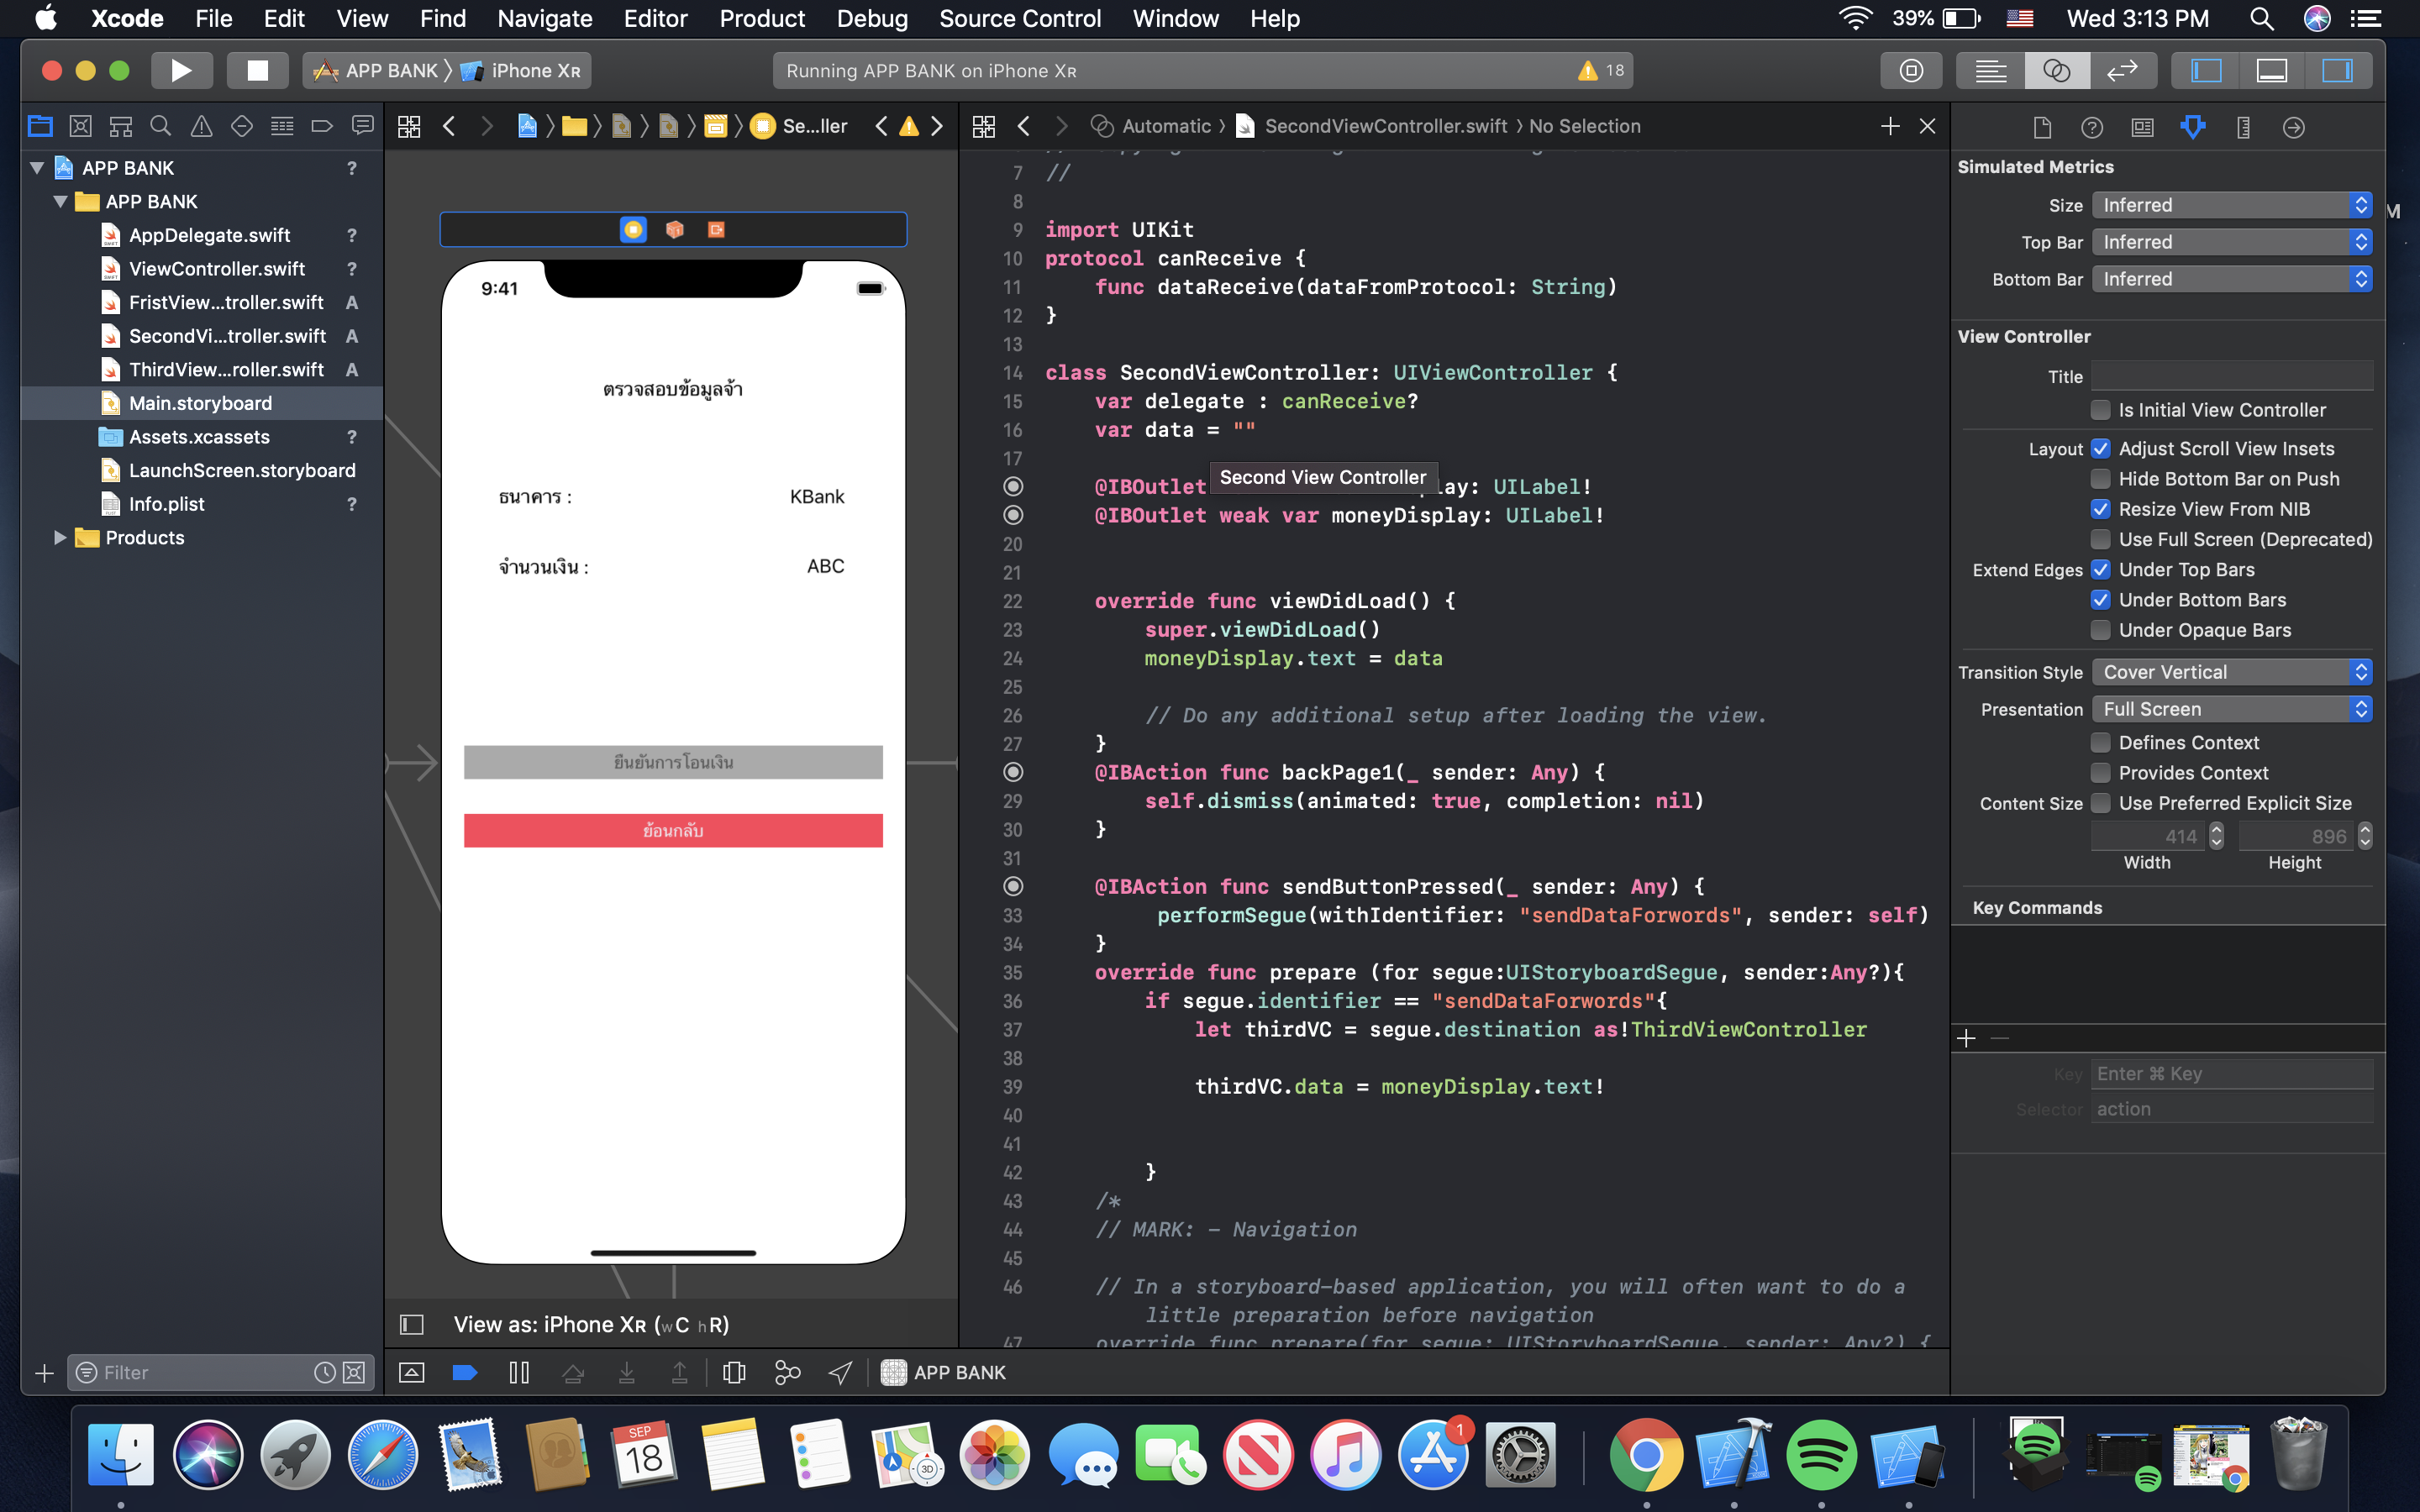 Xcode File Edit View Find Navigate Editor Product Debug Source Control Window Help 39% Wed 3:13 PM
APP BANK iPhone XR Running APP BANK on iPhone XR 18
Se...ller Automatic SecondViewController.swift No Selection
APP BANK ?
APP BANK
AppDelegate.swift ?
ViewController.swift ?
FristView...troller.swift A
SecondVi...troller.swift A
ThirdView...roller.swift A
Main.storyboard
Assets.xcassets ?
LaunchScreen.storyboard
Info.plist ?
Products
Filter
9:41
ตรวจสอบข้อมูลจ้า
ธนาคาร : KBank
จำนวนเงิน : ABC
ยืนยันการโอนเงิน
ย้อนกลับ
View as: iPhone XR (wC hR)
7 //
8
9 import UIKit
10 protocol canReceive {
11 func dataReceive(dataFromProtocol: String)
12 }
13
14 class SecondViewController: UIViewController {
15 var delegate : canReceive?
16 var data = ""
17
Second View Controller
@IBOutlet play: UILabel!
@IBOutlet weak var moneyDisplay: UILabel!
20
21
22 override func viewDidLoad() {
23 super.viewDidLoad()
24 moneyDisplay.text = data
25
26 // Do any additional setup after loading the view.
27 }
@IBAction func backPage1(_ sender: Any) {
29 self.dismiss(animated: true, completion: nil)
30 }
31
@IBAction func sendButtonPressed(_ sender: Any) {
33 performSegue(withIdentifier: "sendDataForwords", sender: self)
34 }
35 override func prepare (for segue:UIStoryboardSegue, sender:Any?){
36 if segue.identifier == "sendDataForwords"{
37 let thirdVC = segue.destination as!ThirdViewController
38
39 thirdVC.data = moneyDisplay.text!
40
41
42 }
43 /*
44 // MARK: - Navigation
45
46 // In a storyboard-based application, you will often want to do a
little preparation before navigation
47 override func prepare(for segue: UIStoryboardSegue, sender: Any?) {
APP BANK
Simulated Metrics
Size Inferred
Top Bar Inferred
Bottom Bar Inferred
View Controller
Title
Is Initial View Controller
Layout Adjust Scroll View Insets
Hide Bottom Bar on Push
Resize View From NIB
Use Full Screen (Deprecated)
Extend Edges Under Top Bars
Under Bottom Bars
Under Opaque Bars
Transition Style Cover Vertical
Presentation Full Screen
Defines Context
Provides Context
Content Size Use Preferred Explicit Size
414 896
Width Height
Key Commands
Key Enter ⌘ Key
Selector action
M
SEP
18
3D
1